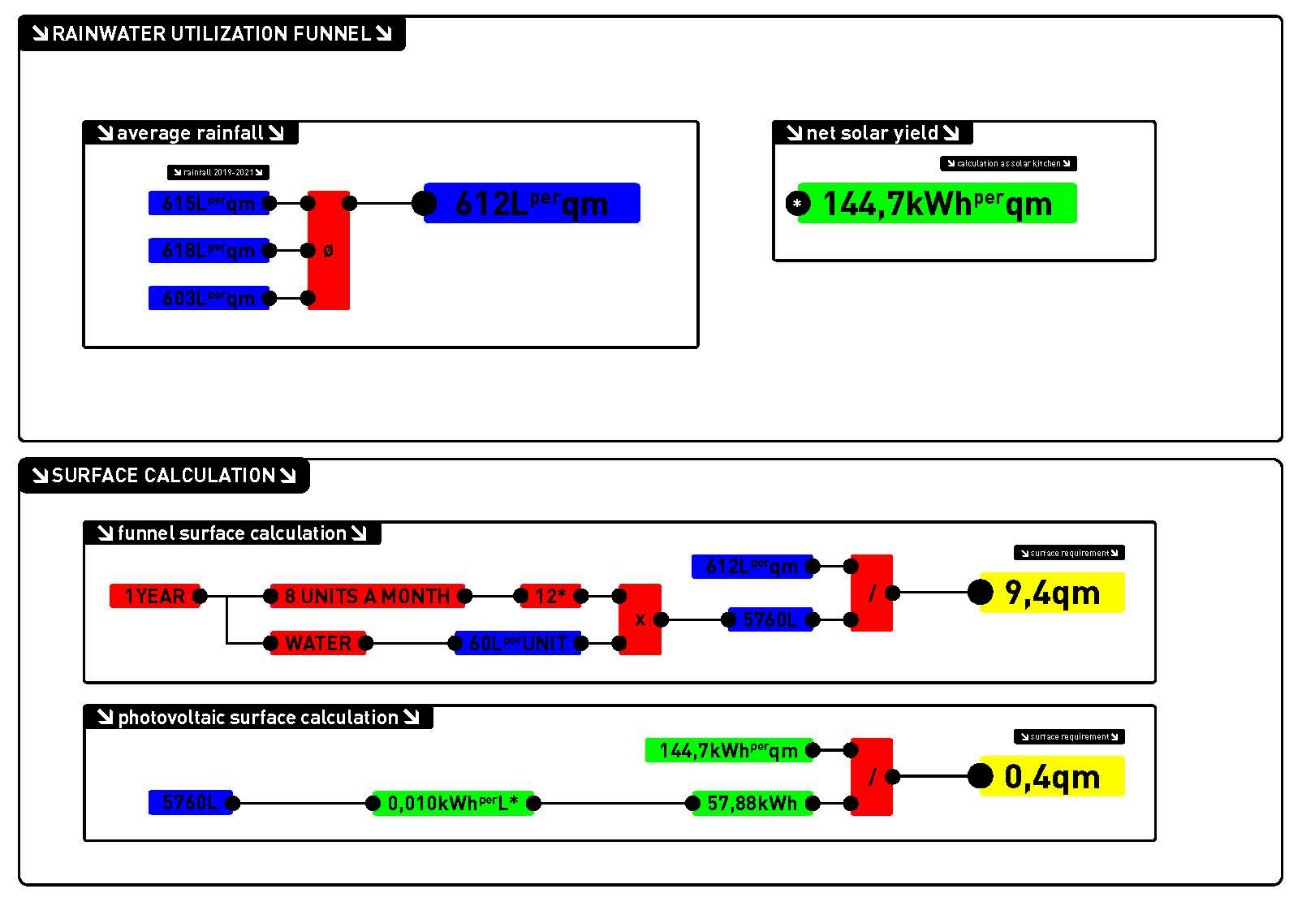 RAINWATER UTILIZATION FUNNEL
average rainfall
rainfall 2019-2021
615L per qm
618L per qm
603L per qm
ø
612L per qm
net solar yield
calculation as solar kitchen
* 144,7kWh per qm
SURFACE CALCULATION
funnel surface calculation
1YEAR
8 UNITS A MONTH
12*
WATER
60L per UNIT
x
612L per qm
5760L
/
surface requirement
9,4qm
photovoltaic surface calculation
144,7kWh per qm
5760L
0,010kWh per L*
57,88kWh
/
surface requirement
0,4qm